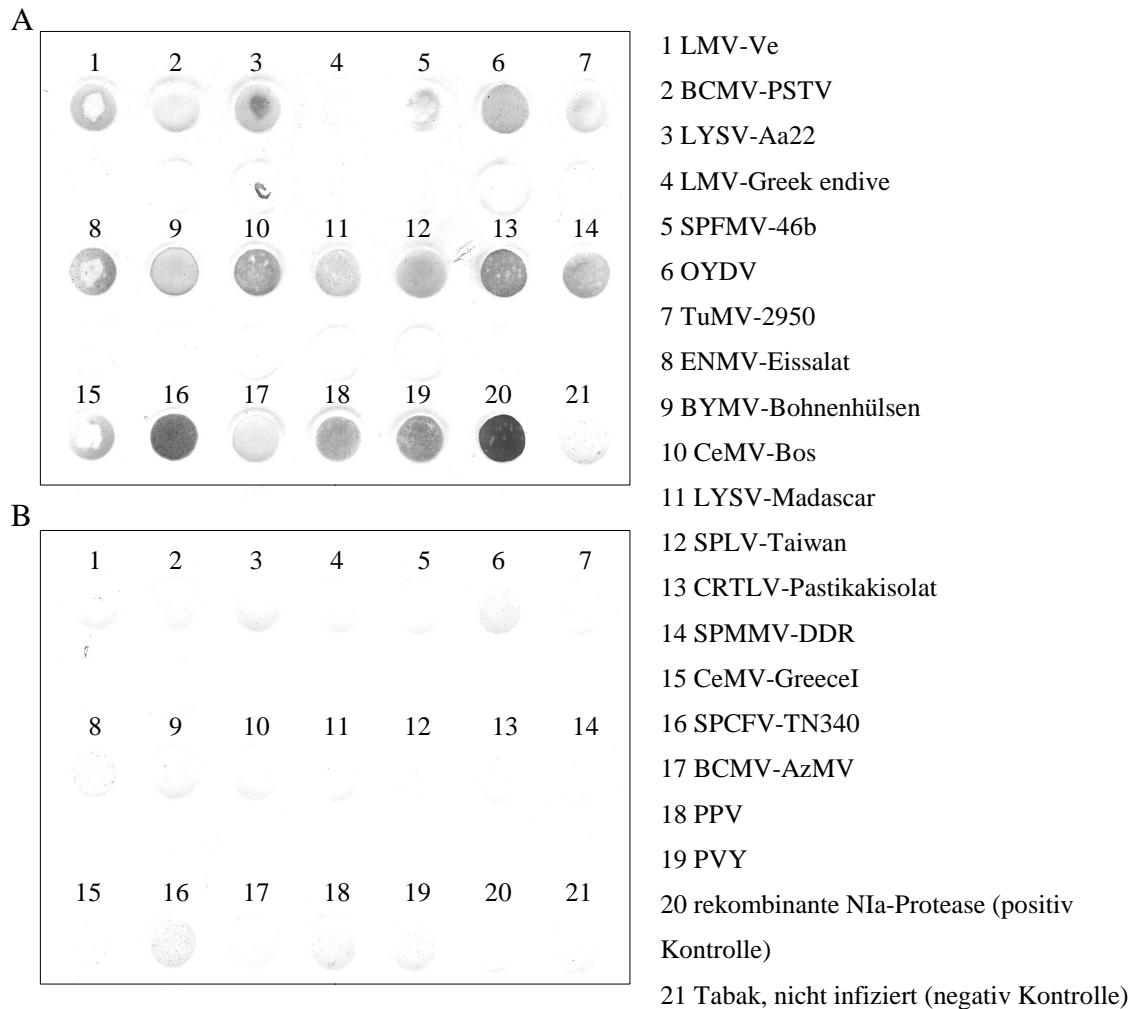 A
1 2 3 4 5 6 7
8 9 10 11 12 13 14
15 16 17 18 19 20 21
B
1 2 3 4 5 6 7
8 9 10 11 12 13 14
15 16 17 18 19 20 21
1 LMV-Ve
2 BCMV-PSTV
3 LYSV-Aa22
4 LMV-Greek endive
5 SPFMV-46b
6 OYDV
7 TuMV-2950
8 ENMV-Eissalat
9 BYMV-Bohnenhülsen
10 CeMV-Bos
11 LYSV-Madascar
12 SPLV-Taiwan
13 CRTLV-Pastikakisolat
14 SPMMV-DDR
15 CeMV-GreeceI
16 SPCFV-TN340
17 BCMV-AzMV
18 PPV
19 PVY
20 rekombinante NIa-Protease (positiv
Kontrolle)
21 Tabak, nicht infiziert (negativ Kontrolle)